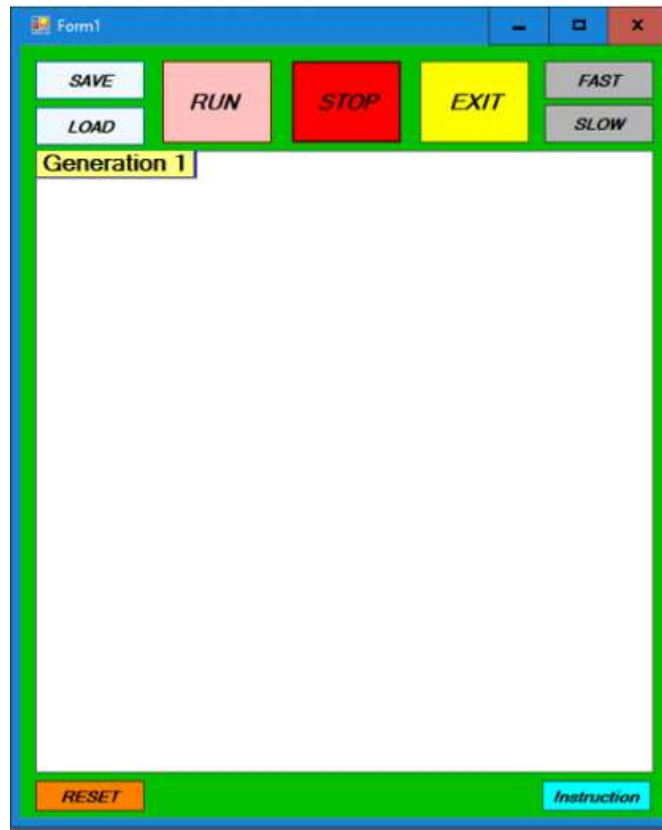 Form1
SAVE
LOAD
RUN
STOP
EXIT
FAST
SLOW
Generation 1
RESET
Instruction